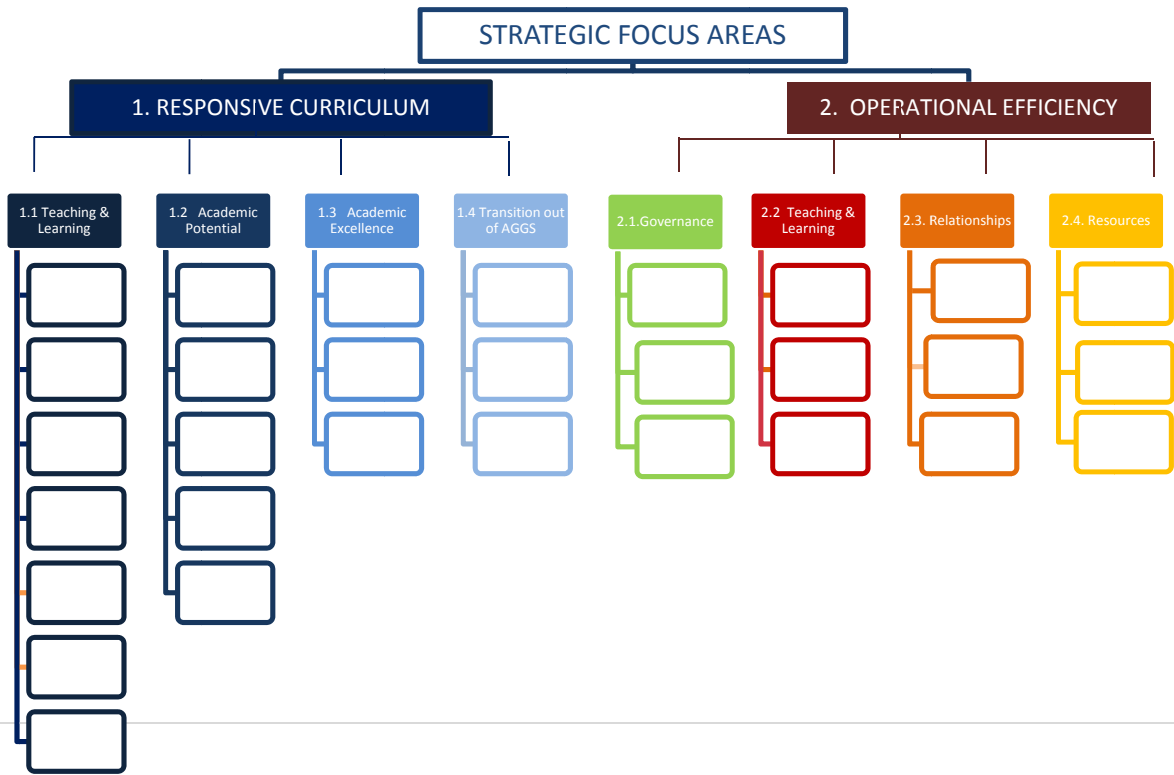 STRATEGIC FOCUS AREAS
1. RESPONSIVE CURRICULUM
2. OPERATIONAL EFFICIENCY
1.1 Teaching &
Learning
1.2 Academic
Potential
1.3 Academic
Excellence
1.4 Transition out
of AGGS
2.1.Governance
2.2 Teaching &
Learning
2.3. Relationships
2.4. Resources